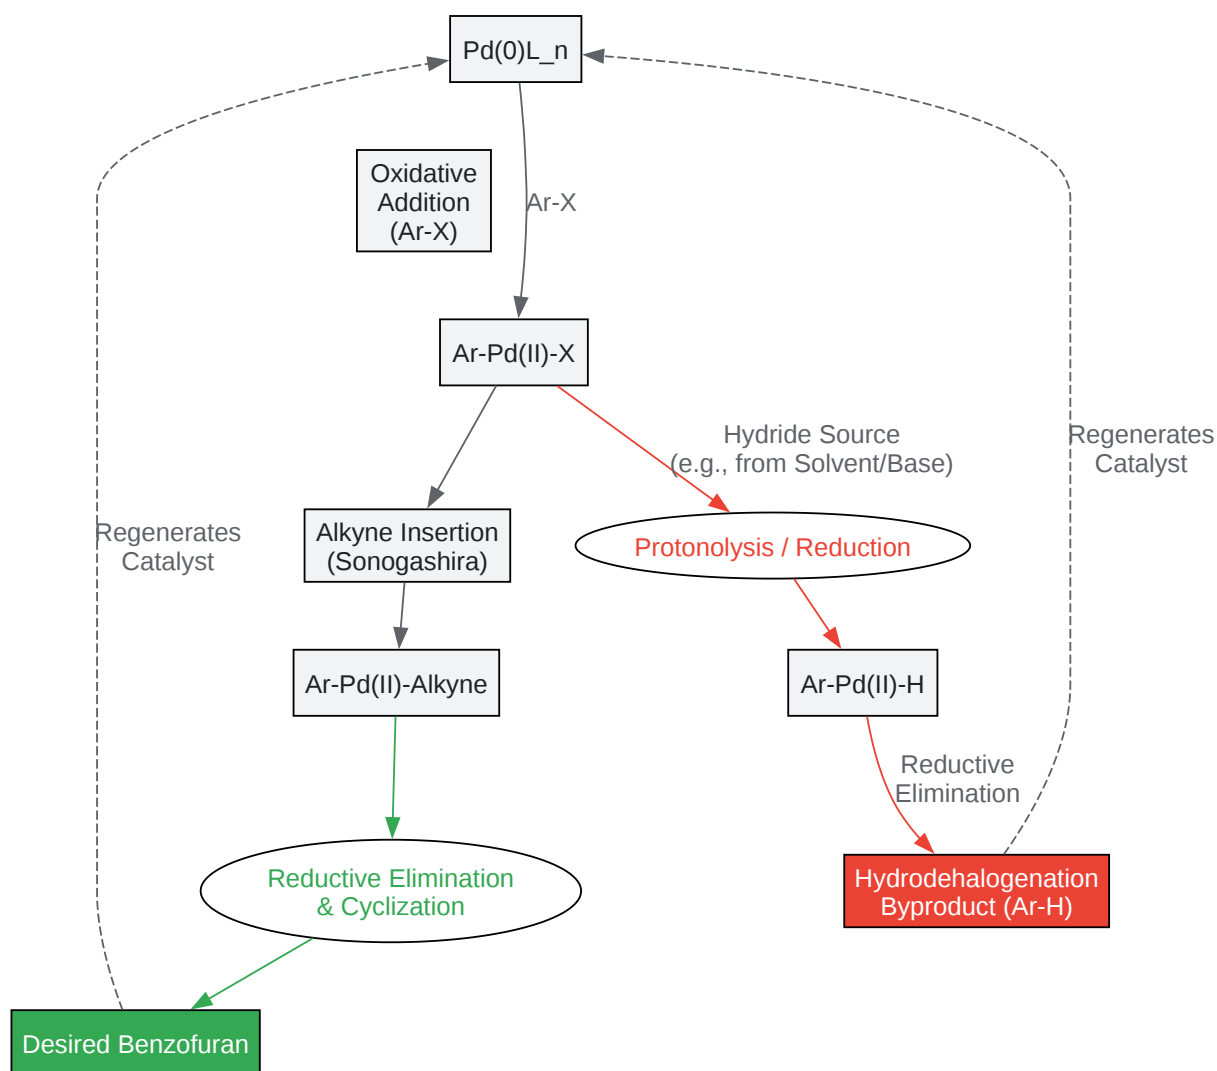 Pd(0)L_n
Oxidative
Addition
(Ar-X)
Ar-X
Ar-Pd(II)-X
Hydride Source
(e.g., from Solvent/Base)
Regenerates
Catalyst
Regenerates
Catalyst
Alkyne Insertion
(Sonogashira)
Protonolysis / Reduction
Ar-Pd(II)-Alkyne
Ar-Pd(II)-H
Reductive
Elimination
Reductive Elimination
& Cyclization
Hydrodehalogenation
Byproduct (Ar-H)
Desired Benzofuran